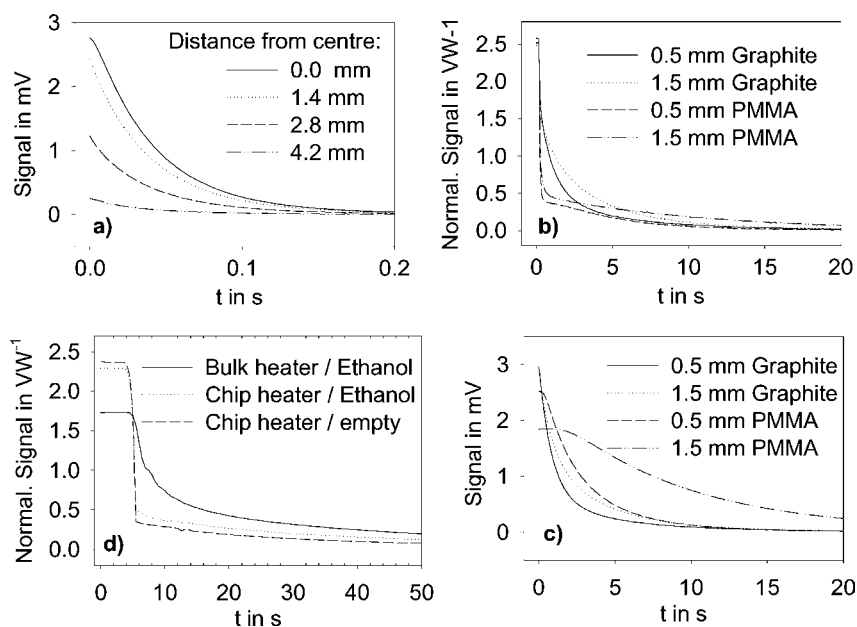 3
2
1
0
Signal in mV
Distance from centre:
0.0 mm
1.4 mm
2.8 mm
4.2 mm
a)
0.0
0.1
0.2
t in s
2.5
2.0
1.5
1.0
0.5
0.0
Normal. Signal in VW-1
0.5 mm Graphite
1.5 mm Graphite
0.5 mm PMMA
1.5 mm PMMA
b)
0
5
10
15
20
t in s
2.5
2.0
1.5
1.0
0.5
0.0
Normal. Signal in VW⁻¹
Bulk heater / Ethanol
Chip heater / Ethanol
Chip heater / empty
d)
0
10
20
30
40
50
t in s
3
2
1
0
Signal in mV
0.5 mm Graphite
1.5 mm Graphite
0.5 mm PMMA
1.5 mm PMMA
c)
0
5
10
15
20
t in s